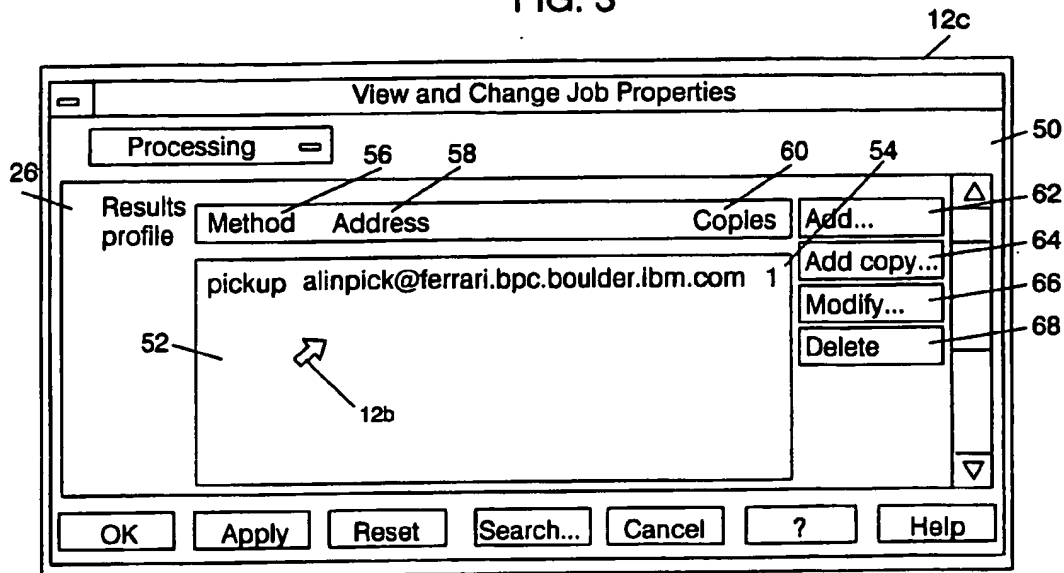 FIG. 3
12c
View and Change Job Properties
50
Processing
56 58 60 54
26
Results profile
Method Address Copies
Add...
62
Add copy...
64
pickup alinpick@ferrari.bpc.boulder.ibm.com 1
Modify...
66
Delete
68
52
12b
OK Apply Reset Search... Cancel ? Help